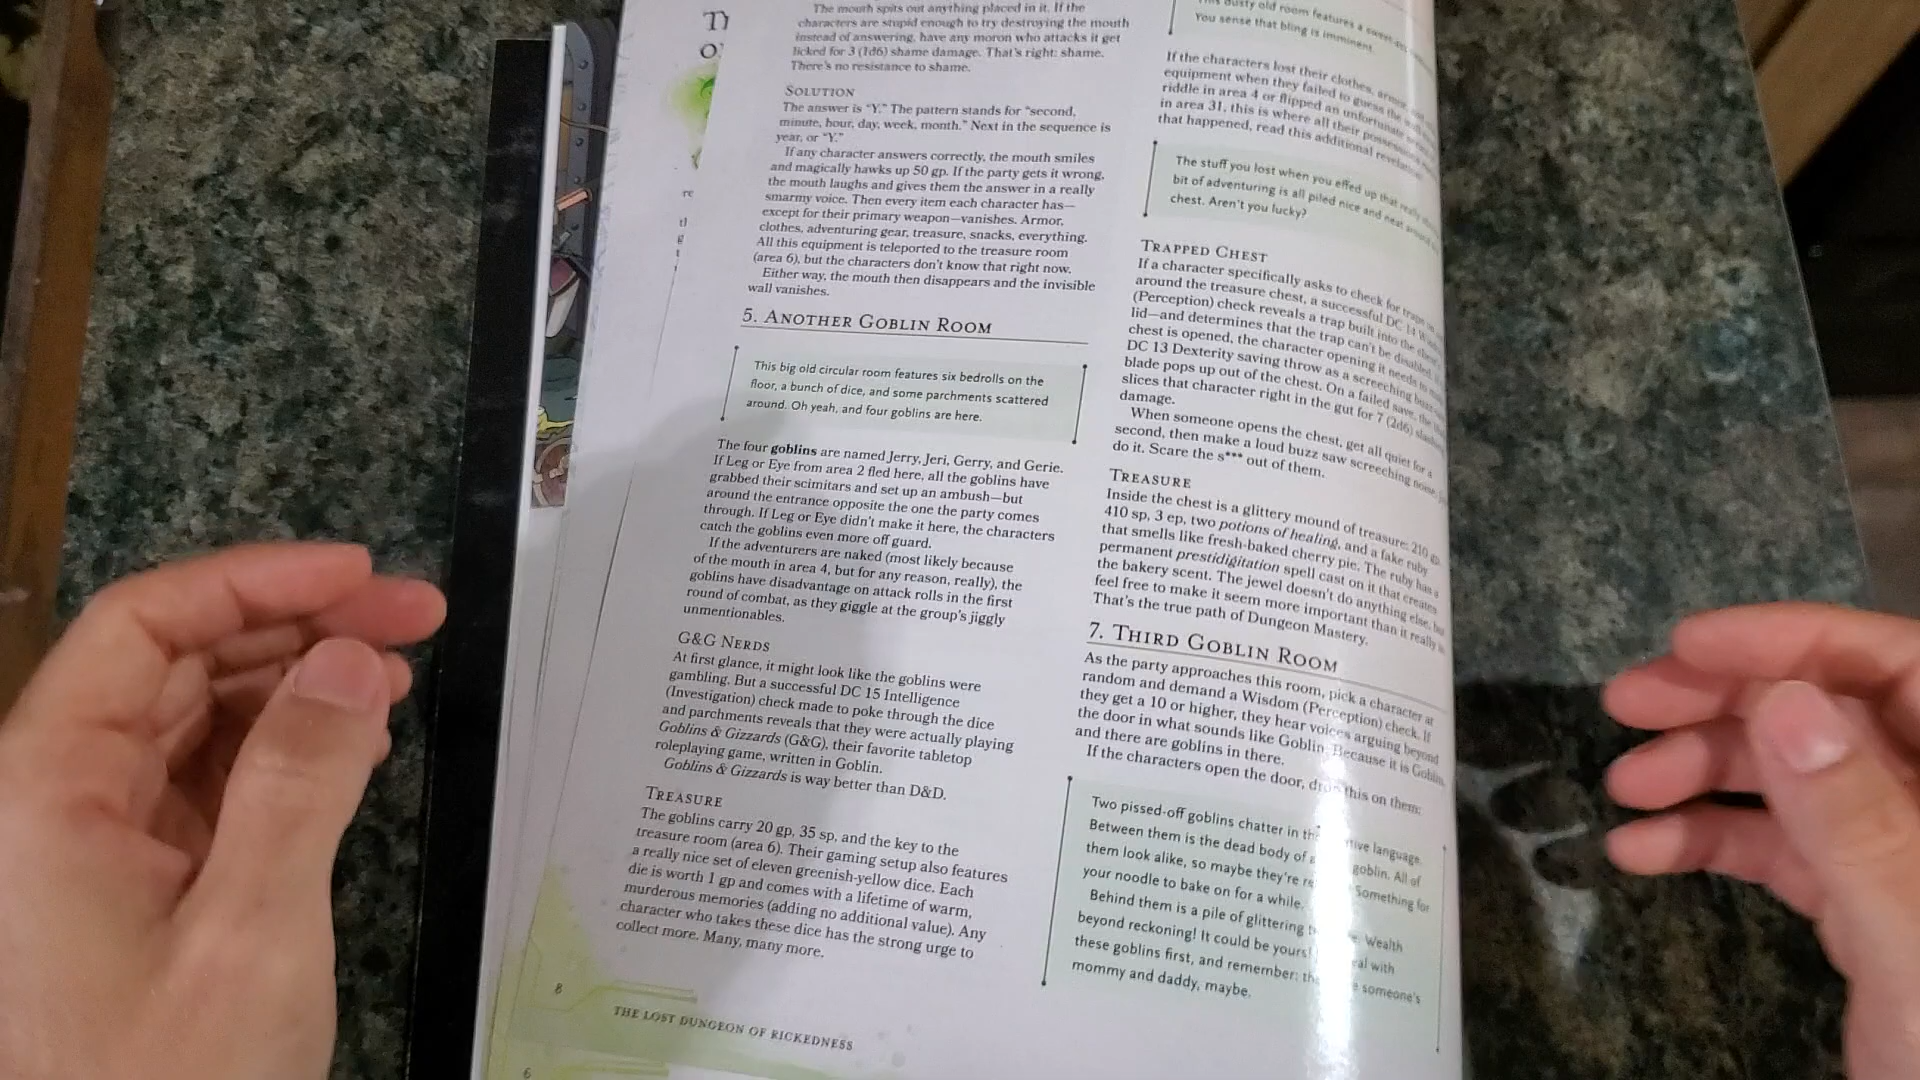 The mouth spits out anything placed in it. If the
characters are stupid enough to try destroying the mouth
instead of answering, have any moron who attacks it get
licked for 3 (1d6) shame damage. That's right: shame.
There's no resistance to shame.
SOLUTION
The answer is "Y." The pattern stands for "second,
minute, hour, day, week, month." Next in the sequence is
year, or "Y."
If any character answers correctly, the mouth smiles
and magically hawks up 50 gp. If the party gets it wrong,
the mouth laughs and gives them the answer in a really
smarmy voice. Then every item each character has—
except for their primary weapon—vanishes. Armor,
clothes, adventuring gear, treasure, snacks, everything.
All this equipment is teleported to the treasure room
(area 6), but the characters don't know that right now.
Either way, the mouth then disappears and the invisible
wall vanishes.
5. ANOTHER GOBLIN ROOM
This big old circular room features six bedrolls on the
floor, a bunch of dice, and some parchments scattered
around. Oh yeah, and four goblins are here.
The four goblins are named Jerry, Jeri, Gerry, and Gerie.
If Leg or Eye from area 2 fled here, all the goblins have
grabbed their scimitars and set up an ambush—but
around the entrance opposite the one the party comes
through. If Leg or Eye didn't make it here, the characters
catch the goblins even more off guard.
If the adventurers are naked (most likely because
of the mouth in area 4, but for any reason, really), the
goblins have disadvantage on attack rolls in the first
round of combat, as they giggle at the group's jiggly
unmentionables.
G&G NERDS
At first glance, it might look like the goblins were
gambling. But a successful DC 15 Intelligence
(Investigation) check made to poke through the dice
and parchments reveals that they were actually playing
Goblins & Gizzards (G&G), their favorite tabletop
roleplaying game, written in Goblin.
Goblins & Gizzards is way better than D&D.
TREASURE
The goblins carry 20 gp, 35 sp, and the key to the
treasure room (area 6). Their gaming setup also features
a really nice set of eleven greenish-yellow dice. Each
die is worth 1 gp and comes with a lifetime of warm,
murderous memories (adding no additional value). Any
character who takes these dice has the strong urge to
collect more. Many, many more.
8
THE LOST DUNGEON OF RICKEDNESS
6
This dusty old room features a
You sense that bling is imminent.
If the characters lost their clothes, armor,
equipment when they failed to guess the
riddle in area 4 or flipped an unfortunate
in area 31, this is where all their possessions
that happened, read this additional revelation:
The stuff you lost when you effed up that really
bit of adventuring is all piled nice and neat around
chest. Aren't you lucky?
TRAPPED CHEST
If a character specifically asks to check for traps
around the treasure chest, a successful DC 14
(Perception) check reveals a trap built into the
lid—and determines that the trap can't be disabled.
chest is opened, the character opening it needs to
DC 13 Dexterity saving throw as a screeching buzz
blade pops up out of the chest. On a failed save, the
slices that character right in the gut for 7 (2d6) slashing
damage.
When someone opens the chest, get all quiet for a
second, then make a loud buzz saw screeching noise.
do it. Scare the s*** out of them.
TREASURE
Inside the chest is a glittery mound of treasure: 210 gp,
410 sp, 3 ep, two potions of healing, and a fake ruby
that smells like fresh-baked cherry pie. The ruby has a
permanent prestidigitation spell cast on it that creates
the bakery scent. The jewel doesn't do anything else, but
feel free to make it seem more important than it really is.
That's the true path of Dungeon Mastery.
7. THIRD GOBLIN ROOM
As the party approaches this room, pick a character at
random and demand a Wisdom (Perception) check. If
they get a 10 or higher, they hear voices arguing beyond
the door in what sounds like Goblin. Because it is Goblin,
and there are goblins in there.
If the characters open the door, drop this on them:
Two pissed-off goblins chatter in language.
Between them is the dead body of a goblin. All of
them look alike, so maybe they're Something for
your noodle to bake on for a while.
Behind them is a pile of glittering Wealth
beyond reckoning! It could be yours! with
these goblins first, and remember: someone's
mommy and daddy, maybe.